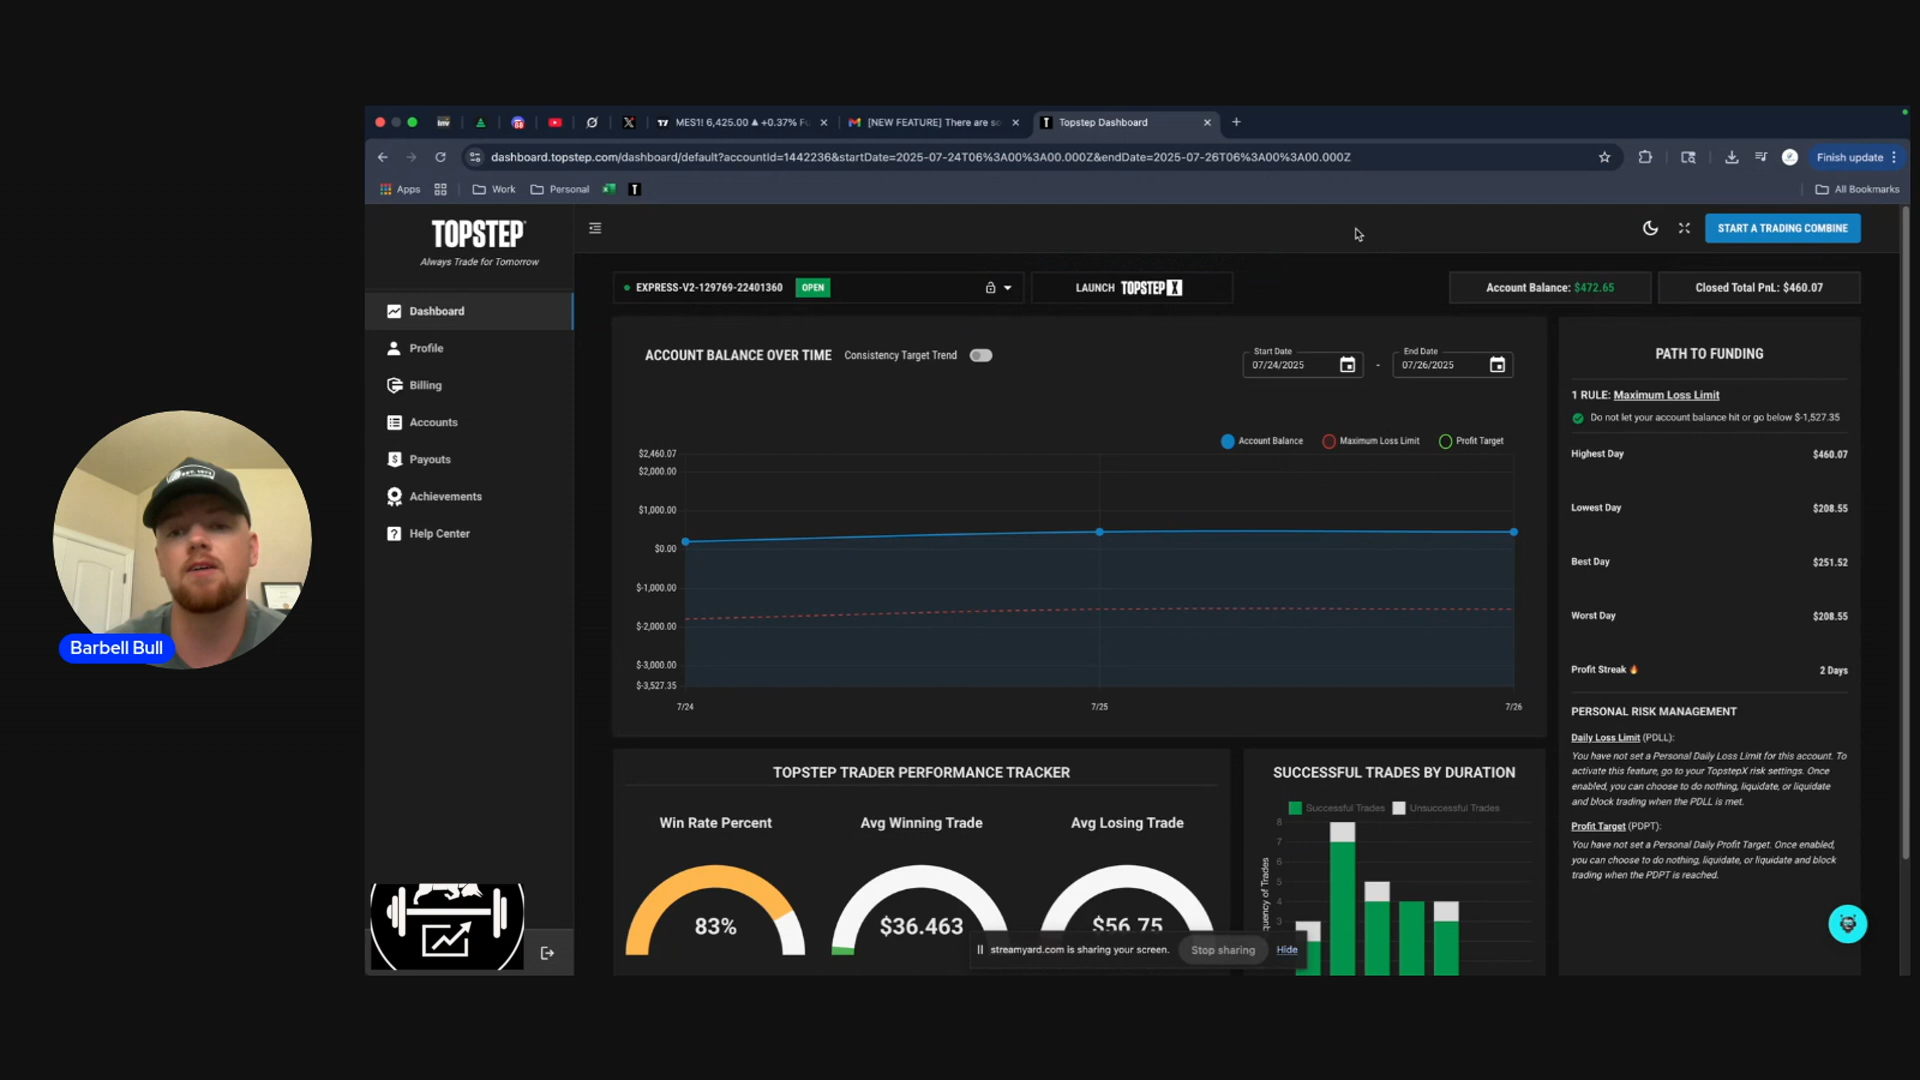 MES1! 6,425.00 ▲ +0.37% Fu
[NEW FEATURE] There are so
Topstep Dashboard
dashboard.topstep.com/dashboard/default?accountId=1442236&startDate=2025-07-24T06%3A00%3A00.000Z&endDate=2025-07-26T06%3A00%3A00.000Z
Finish update
Apps
Work
Personal
All Bookmarks
TOPSTEP
Always Trade for Tomorrow
START A TRADING COMBINE
Dashboard
Profile
Billing
Accounts
Payouts
Achievements
Help Center
EXPRESS-V2-129769-22401360 OPEN
LAUNCH TOPSTEP X
Account Balance: $472.65
Closed Total PnL: $460.07
ACCOUNT BALANCE OVER TIME
Consistency Target Trend
Start Date
07/24/2025
-
End Date
07/26/2025
Account Balance
Maximum Loss Limit
Profit Target
$2,460.07
$2,000.00
$1,000.00
$0.00
$-1,000.00
$-2,000.00
$-3,000.00
$-3,527.35
7/24
7/25
7/26
PATH TO FUNDING
1 RULE: Maximum Loss Limit
Do not let your account balance hit or go below $-1,527.35
Highest Day $460.07
Lowest Day $208.55
Best Day $251.52
Worst Day $208.55
Profit Streak 🔥 2 Days
PERSONAL RISK MANAGEMENT
Daily Loss Limit (PDLL):
You have not set a Personal Daily Loss Limit for this account. To
activate this feature, go to your TopstepX risk settings. Once
enabled, you can choose to do nothing, liquidate, or liquidate
and block trading when the PDLL is met.
Profit Target (PDPT):
You have not set a Personal Daily Profit Target. Once enabled,
you can choose to do nothing, liquidate, or liquidate and block
trading when the PDPT is reached.
TOPSTEP TRADER PERFORMANCE TRACKER
Win Rate Percent
83%
Avg Winning Trade
$36.463
Avg Losing Trade
$56.75
SUCCESSFUL TRADES BY DURATION
Successful Trades
Unsuccessful Trades
8
7
6
5
4
3
quency of Trades
streamyard.com is sharing your screen.
Stop sharing
Hide
Barbell Bull